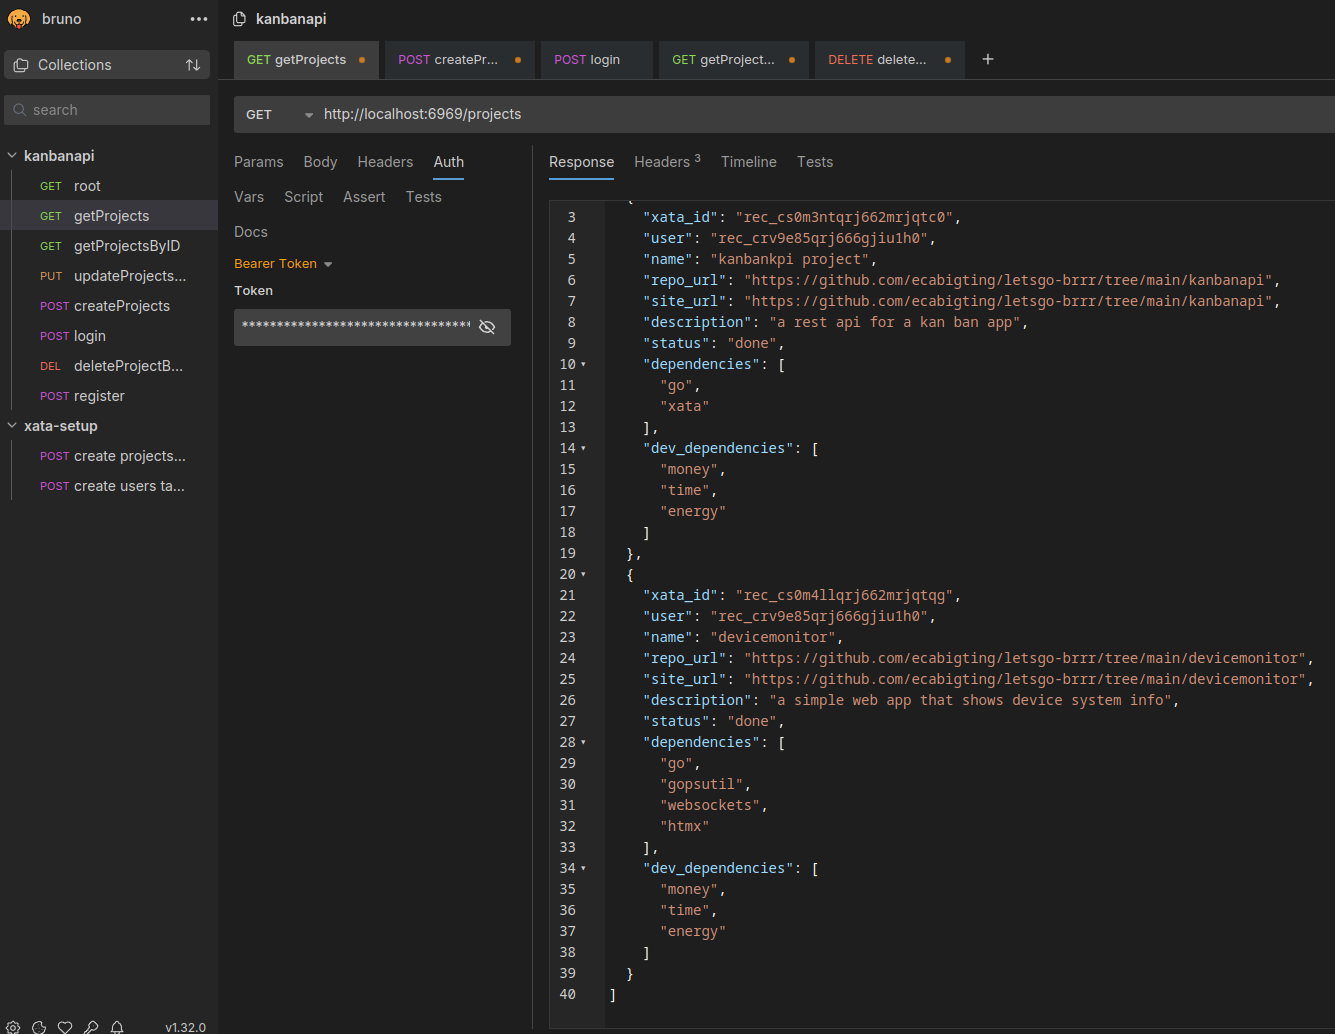 bruno
Collections
search
kanbanapi
GET root
GET getProjects
GET getProjectsByID
PUT updateProjects...
POST createProjects
POST login
DEL deleteProjectB...
POST register
xata-setup
POST create projects...
POST create users ta...
v1.32.0
kanbanapi
GET getProjects
POST createPr...
POST login
GET getProject...
DELETE delete...
+
GET http://localhost:6969/projects
Params Body Headers Auth
Vars Script Assert Tests
Docs
Bearer Token
Token
*********************************
Response Headers 3 Timeline Tests
{
3 "xata_id": "rec_cs0m3ntqrj662mrjqtc0",
4 "user": "rec_crv9e85qrj666gjiu1h0",
5 "name": "kanbankpi project",
6 "repo_url": "https://github.com/ecabigting/letsgo-brrr/tree/main/kanbanapi",
7 "site_url": "https://github.com/ecabigting/letsgo-brrr/tree/main/kanbanapi",
8 "description": "a rest api for a kan ban app",
9 "status": "done",
10 "dependencies": [
11 "go",
12 "xata"
13 ],
14 "dev_dependencies": [
15 "money",
16 "time",
17 "energy"
18 ]
19 },
20 {
21 "xata_id": "rec_cs0m4llqrj662mrjqtqg",
22 "user": "rec_crv9e85qrj666gjiu1h0",
23 "name": "devicemonitor",
24 "repo_url": "https://github.com/ecabigting/letsgo-brrr/tree/main/devicemonitor",
25 "site_url": "https://github.com/ecabigting/letsgo-brrr/tree/main/devicemonitor",
26 "description": "a simple web app that shows device system info",
27 "status": "done",
28 "dependencies": [
29 "go",
30 "gopsutil",
31 "websockets",
32 "htmx"
33 ],
34 "dev_dependencies": [
35 "money",
36 "time",
37 "energy"
38 ]
39 }
40 ]